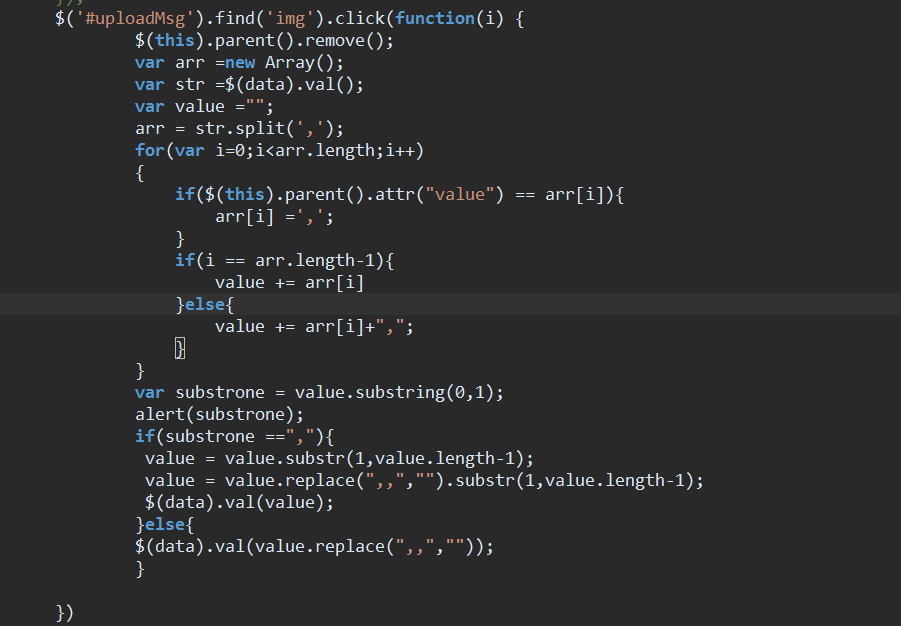 $('#uploadMsg').find('img').click(function(i) {
$(this).parent().remove();
var arr =new Array();
var str =$(data).val();
var value ="";
arr = str.split(',');
for(var i=0;i<arr.length;i++)
{
if($(this).parent().attr("value") == arr[i]){
arr[i] =',';
}
if(i == arr.length-1){
value += arr[i]
}else{
value += arr[i]+",";
}
}
var substrone = value.substring(0,1);
alert(substrone);
if(substrone ==","){
value = value.substr(1,value.length-1);
value = value.replace(",,","").substr(1,value.length-1);
$(data).val(value);
}else{
$(data).val(value.replace(",,",""));
}
})